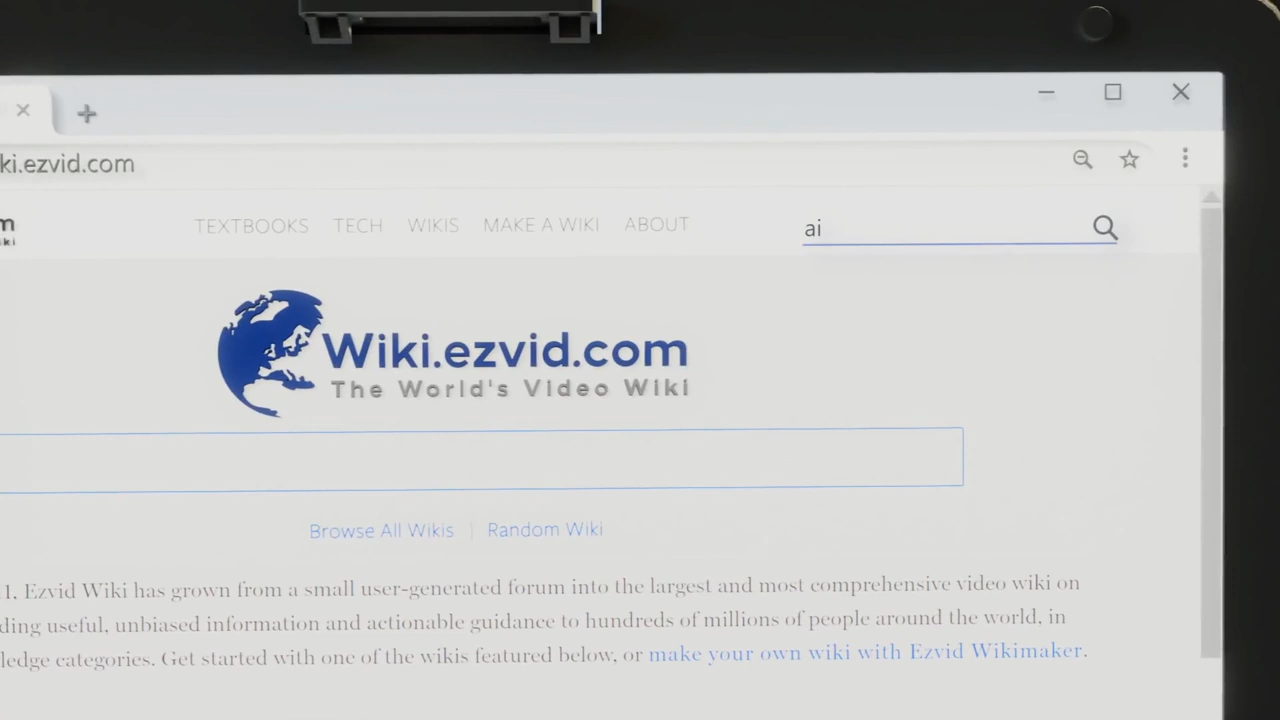 ki.ezvid.com
m
iki
TEXTBOOKS TECH WIKIS MAKE A WIKI ABOUT
ai
Wiki.ezvid.com
The World's Video Wiki
Browse All Wikis | Random Wiki
1, Ezvid Wiki has grown from a small user-generated forum into the largest and most comprehensive video wiki on
ding useful, unbiased information and actionable guidance to hundreds of millions of people around the world, in
ledge categories. Get started with one of the wikis featured below, or make your own wiki with Ezvid Wikimaker.